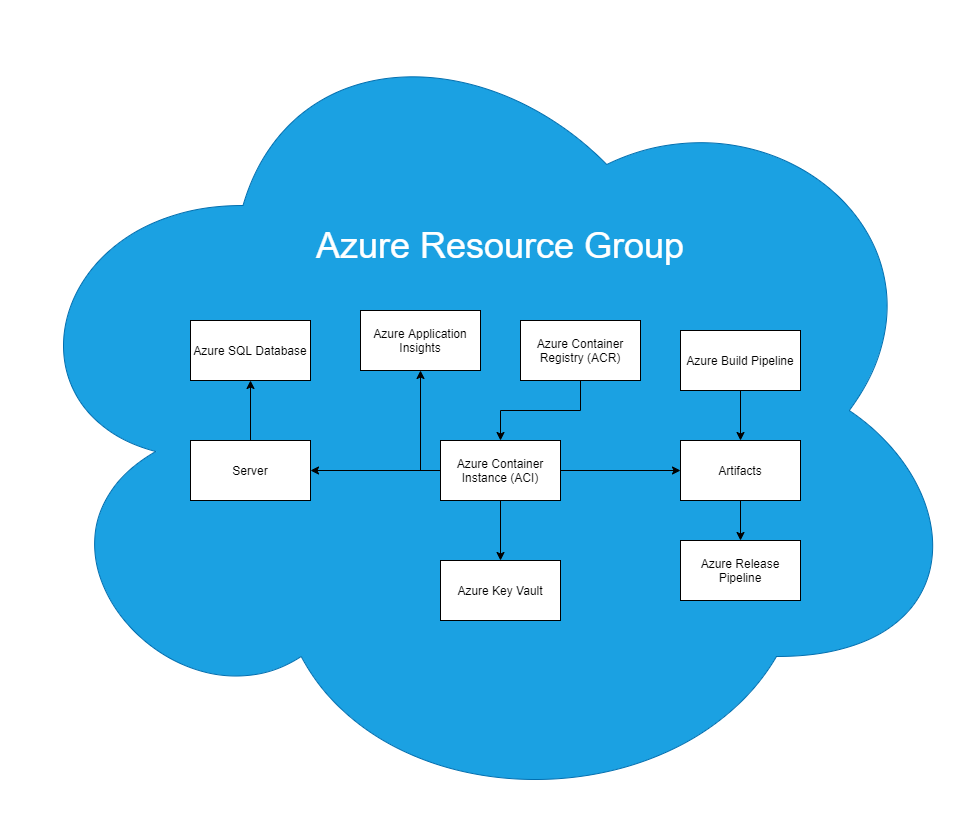 Azure Resource Group
Azure SQL Database
Azure Application
Insights
Azure Container
Registry (ACR)
Azure Build Pipeline
Server
Azure Container
Instance (ACI)
Artifacts
Azure Key Vault
Azure Release
Pipeline